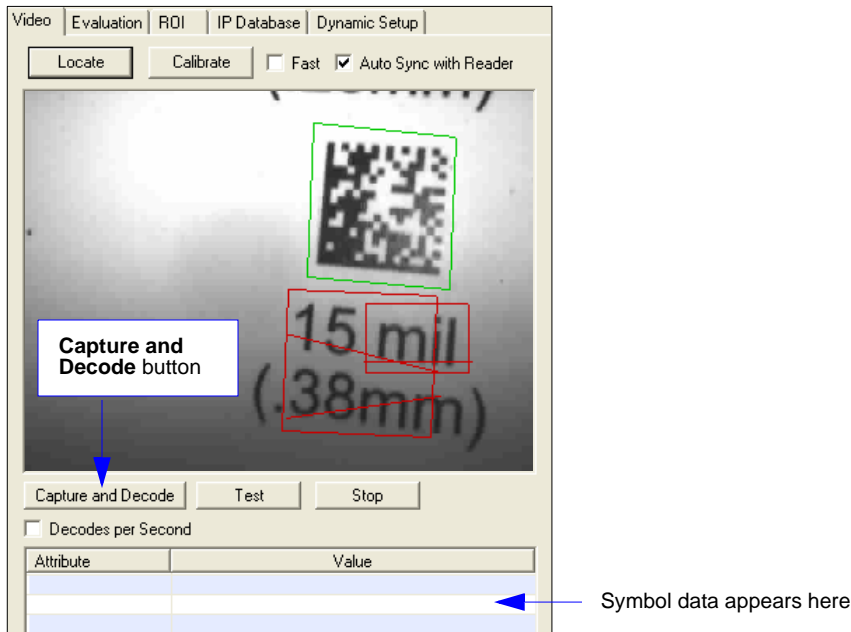 Video Evaluation ROI IP Database Dynamic Setup
Locate Calibrate Fast Auto Sync with Reader
15 mil
(.38mm)
Capture and
Decode button
Capture and Decode Test Stop
Decodes per Second
Attribute Value
Symbol data appears here